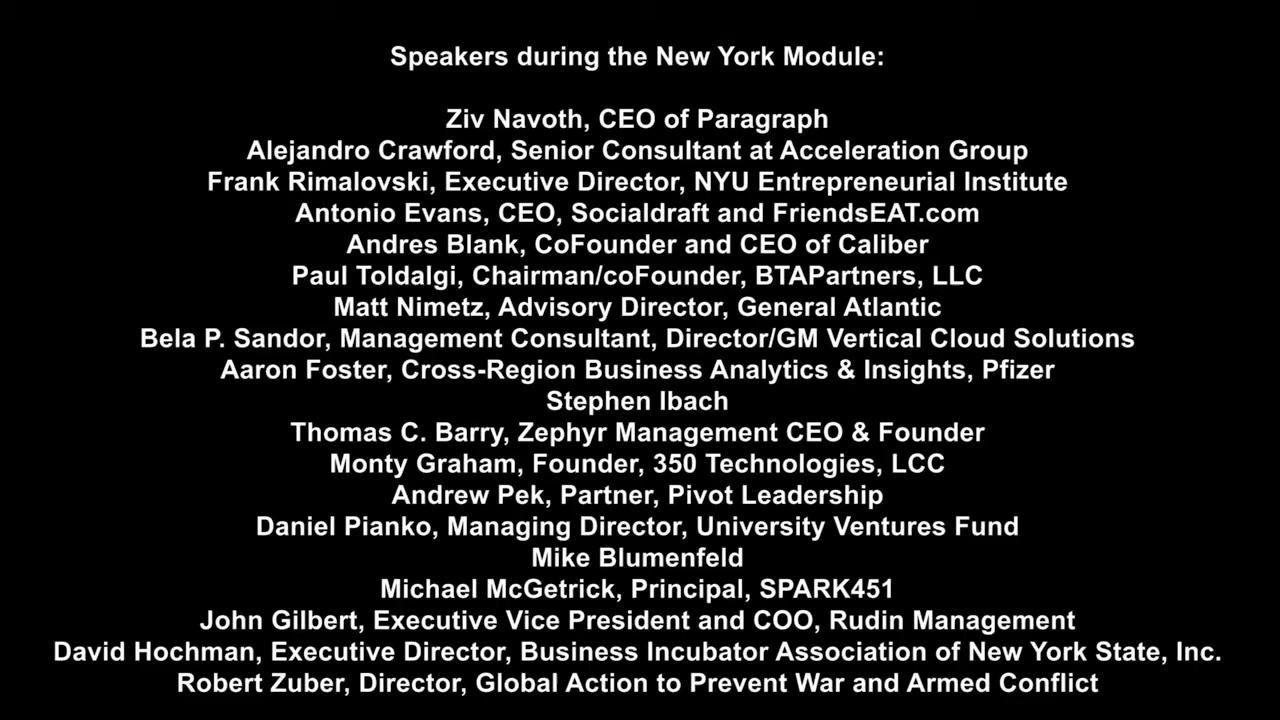 Speakers during the New York Module:
Ziv Navoth, CEO of Paragraph
Alejandro Crawford, Senior Consultant at Acceleration Group
Frank Rimalovski, Executive Director, NYU Entrepreneurial Institute
Antonio Evans, CEO, Socialdraft and FriendsEAT.com
Andres Blank, CoFounder and CEO of Caliber
Paul Toldalgi, Chairman/coFounder, BTAPartners, LLC
Matt Nimetz, Advisory Director, General Atlantic
Bela P. Sandor, Management Consultant, Director/GM Vertical Cloud Solutions
Aaron Foster, Cross-Region Business Analytics & Insights, Pfizer
Stephen Ibach
Thomas C. Barry, Zephyr Management CEO & Founder
Monty Graham, Founder, 350 Technologies, LCC
Andrew Pek, Partner, Pivot Leadership
Daniel Pianko, Managing Director, University Ventures Fund
Mike Blumenfeld
Michael McGetrick, Principal, SPARK451
John Gilbert, Executive Vice President and COO, Rudin Management
David Hochman, Executive Director, Business Incubator Association of New York State, Inc.
Robert Zuber, Director, Global Action to Prevent War and Armed Conflict